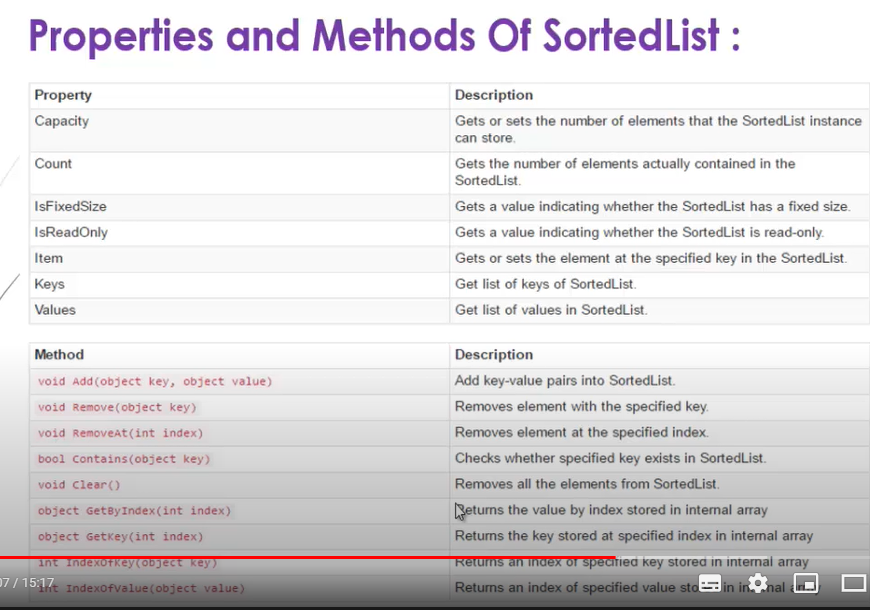 Properties and Methods Of SortedList :
Property Description
Capacity Gets or sets the number of elements that the SortedList instance
can store.
Count Gets the number of elements actually contained in the
SortedList.
IsFixedSize Gets a value indicating whether the SortedList has a fixed size.
IsReadOnly Gets a value indicating whether the SortedList is read-only.
Item Gets or sets the element at the specified key in the SortedList.
Keys Get list of keys of SortedList.
Values Get list of values in SortedList.
Method Description
void Add(object key, object value) Add key-value pairs into SortedList.
void Remove(object key) Removes element with the specified key.
void RemoveAt(int index) Removes element at the specified index.
bool Contains(object key) Checks whether specified key exists in SortedList.
void Clear() Removes all the elements from SortedList.
object GetByIndex(int index) Returns the value by index stored in internal array
object GetKey(int index) Returns the key stored at specified index in internal array
int IndexOfKey(object key) Returns an index of specified key stored in internal array
07 / 15:17
int IndexOfValue(object value) Returns an index of specified value in